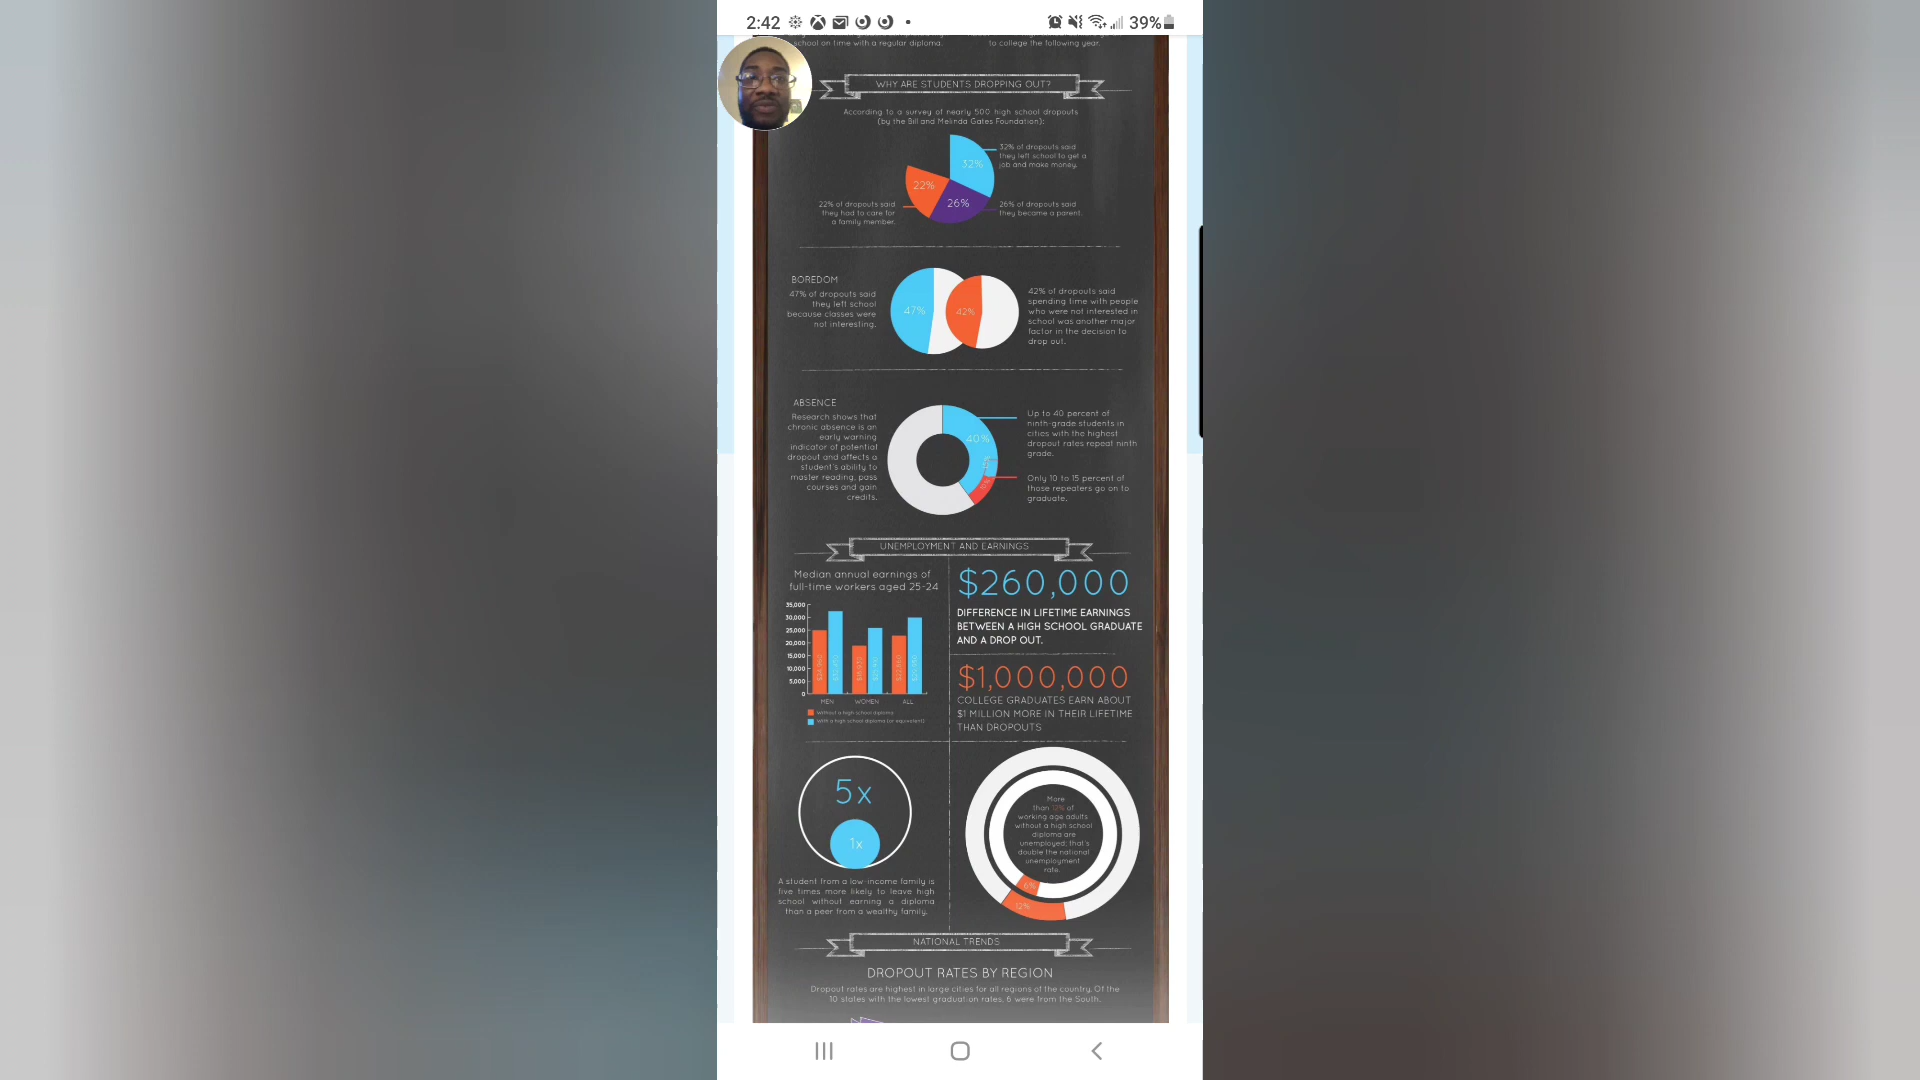 2:42
39%
school on time with a regular diploma.
to college the following year.
WHY ARE STUDENTS DROPPING OUT?
According to a survey of nearly 500 high school dropouts
(by the Bill and Melinda Gates Foundation):
32%
22%
26%
32% of dropouts said
they left school to get a
job and make money.
22% of dropouts said
they had to care for
a family member.
26% of dropouts said
they became a parent.
BOREDOM
47% of dropouts said
they left school
because classes were
not interesting.
47%
42%
42% of dropouts said
spending time with people
who were not interested in
school was another major
factor in the decision to
drop out.
ABSENCE
Research shows that
chronic absence is an
early warning
indicator of potential
dropout and affects a
student's ability to
master reading, pass
courses and gain
credits.
40%
Up to 40 percent of
ninth-grade students in
cities with the highest
dropout rates repeat ninth
grade.
Only 10 to 15 percent of
those repeaters go on to
graduate.
UNEMPLOYMENT AND EARNINGS
Median annual earnings of
full-time workers aged 25-24
35,000
30,000
25,000
20,000
15,000
10,000
5,000
0
MEN
WOMEN
ALL
Without a high school diploma
With a high school diploma (or equivalent)
$260,000
DIFFERENCE IN LIFETIME EARNINGS
BETWEEN A HIGH SCHOOL GRADUATE
AND A DROP OUT.
$1,000,000
COLLEGE GRADUATES EARN ABOUT
$1 MILLION MORE IN THEIR LIFETIME
THAN DROPOUTS
5x
1x
A student from a low-income family is
five times more likely to leave high
school without earning a diploma
than a peer from a wealthy family.
More
than 12% of
working age adults
without a high school
diploma are
unemployed; that's
double the national
unemployment
rate.
6%
12%
NATIONAL TRENDS
DROPOUT RATES BY REGION
Dropout rates are highest in large cities for all regions of the country. Of the
10 states with the lowest graduation rates, 6 were from the South.